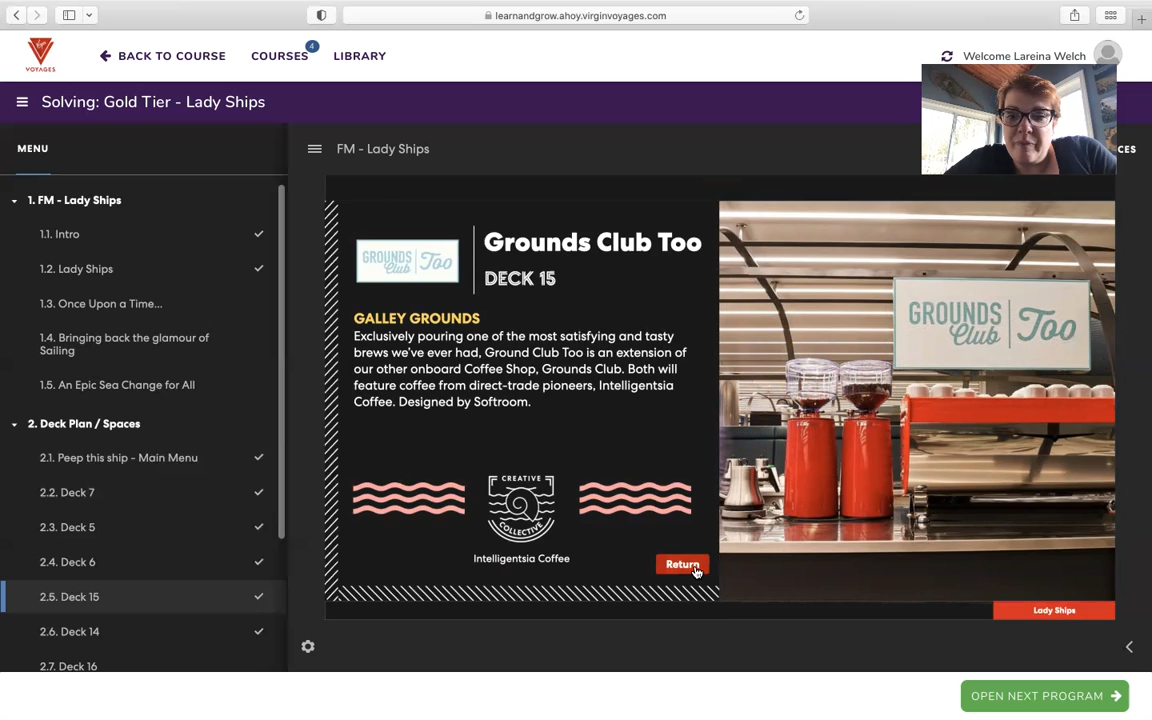 learnandgrow.ahoy.virginvoyages.com
VOYAGES
BACK TO COURSE
COURSES
4
LIBRARY
Welcome Lareina Welch
Solving: Gold Tier - Lady Ships
MENU
FM - Lady Ships
CES
1. FM - Lady Ships
1.1. Intro
1.2. Lady Ships
1.3. Once Upon a Time...
1.4. Bringing back the glamour of
Sailing
1.5. An Epic Sea Change for All
2. Deck Plan / Spaces
2.1. Peep this ship - Main Menu
2.2. Deck 7
2.3. Deck 5
2.4. Deck 6
2.5. Deck 15
2.6. Deck 14
2.7. Deck 16
GROUNDS
Club Too
Grounds Club Too
DECK 15
GALLEY GROUNDS
Exclusively pouring one of the most satisfying and tasty
brews we've ever had, Ground Club Too is an extension of
our other onboard Coffee Shop, Grounds Club. Both will
feature coffee from direct-trade pioneers, Intelligentsia
Coffee. Designed by Softroom.
CREATIVE
COLLECTIVE
Intelligentsia Coffee
Return
GROUNDS
Club Too
Lady Ships
OPEN NEXT PROGRAM